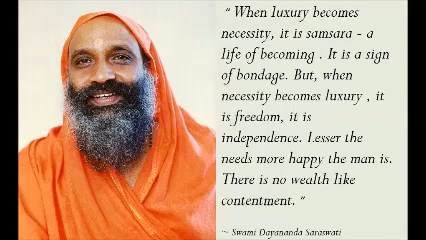 " When luxury becomes
necessity, it is samsara - a
life of becoming . It is a sign
of bondage. But, when
necessity becomes luxury , it
is freedom, it is
independence. Lesser the
needs more happy the man is.
There is no wealth like
contentment. "
~ Swami Dayananda Saraswati